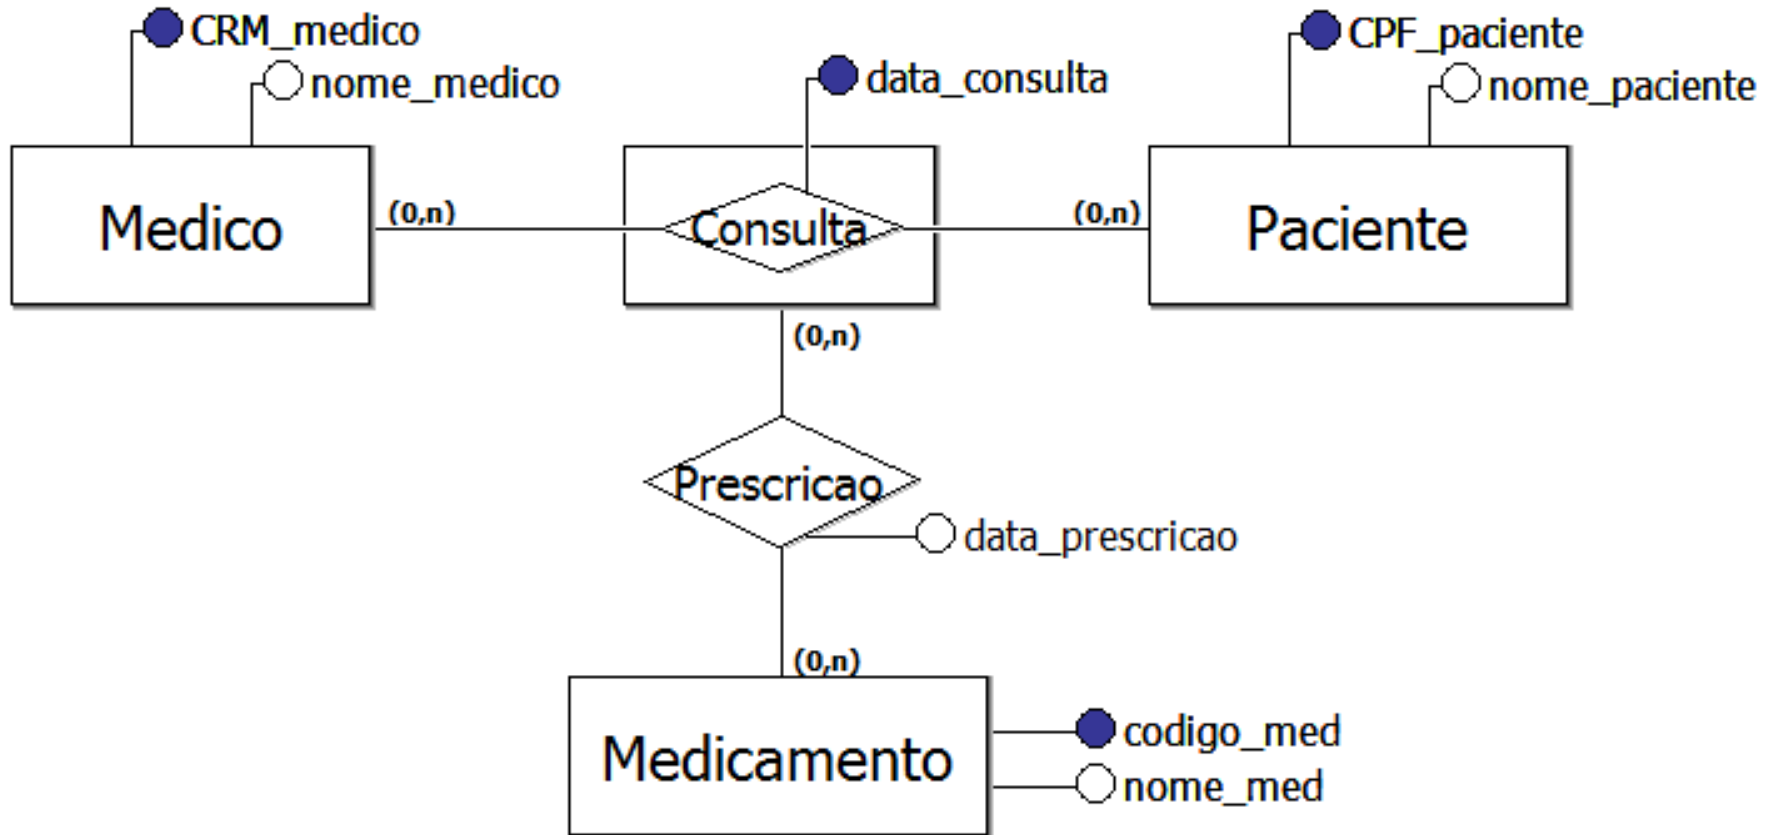 CRM_medico
nome_medico
data_consulta
CPF_paciente
nome_paciente
Medico
(0,n)
Consulta
(0,n)
Paciente
(0,n)
Prescricao
data_prescricao
(0,n)
Medicamento
codigo_med
nome_med